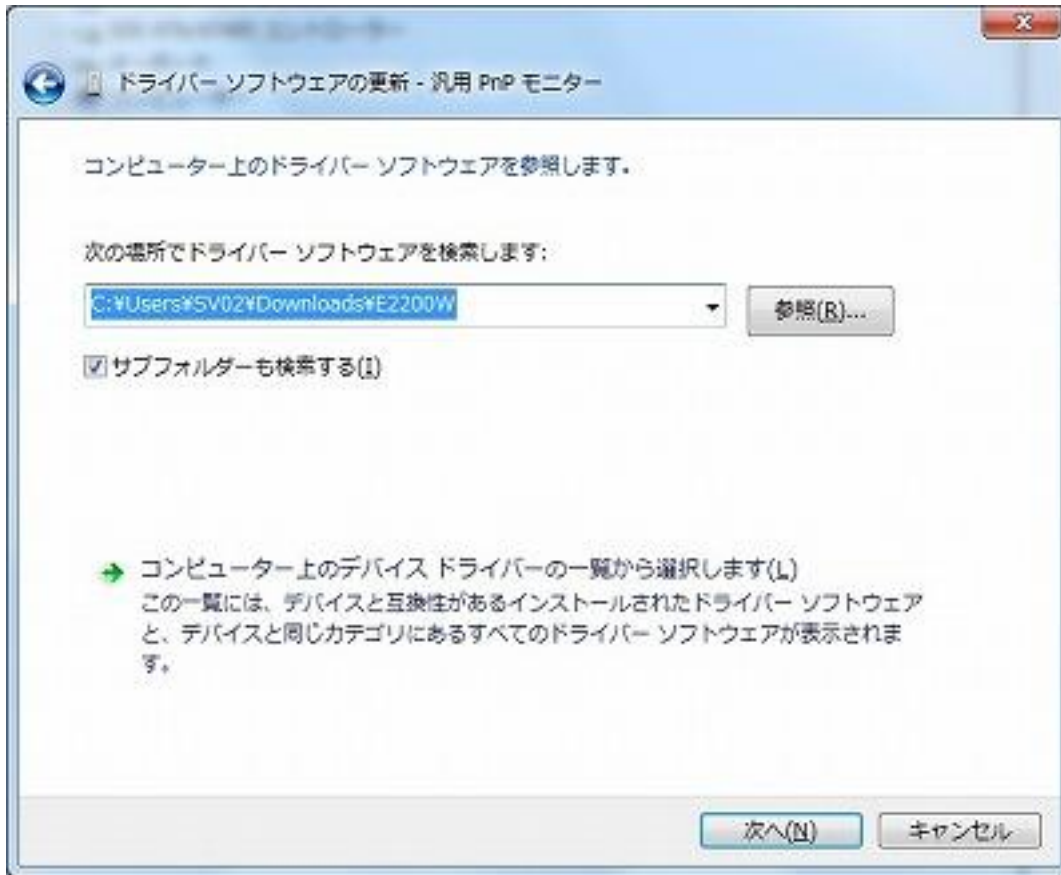 ドライバー ソフトウェアの更新 - 汎用 PnP モニター
コンピューター上のドライバー ソフトウェアを参照します。
次の場所でドライバー ソフトウェアを検索します:
C:¥Users¥SV02¥Downloads¥E2200W
参照(R)...
サブフォルダーも検索する(I)
コンピューター上のデバイス ドライバーの一覧から選択します(L)
この一覧には、デバイスと互換性があるインストールされたドライバー ソフトウェア
と、デバイスと同じカテゴリにあるすべてのドライバー ソフトウェアが表示されま
す。
次へ(N)
キャンセル